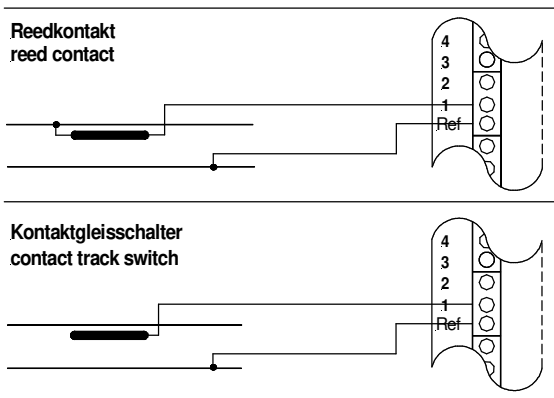 Reedkontakt
reed contact
4
3
2
1
Ref
Kontaktgleisschalter
contact track switch
4
3
2
1
Ref